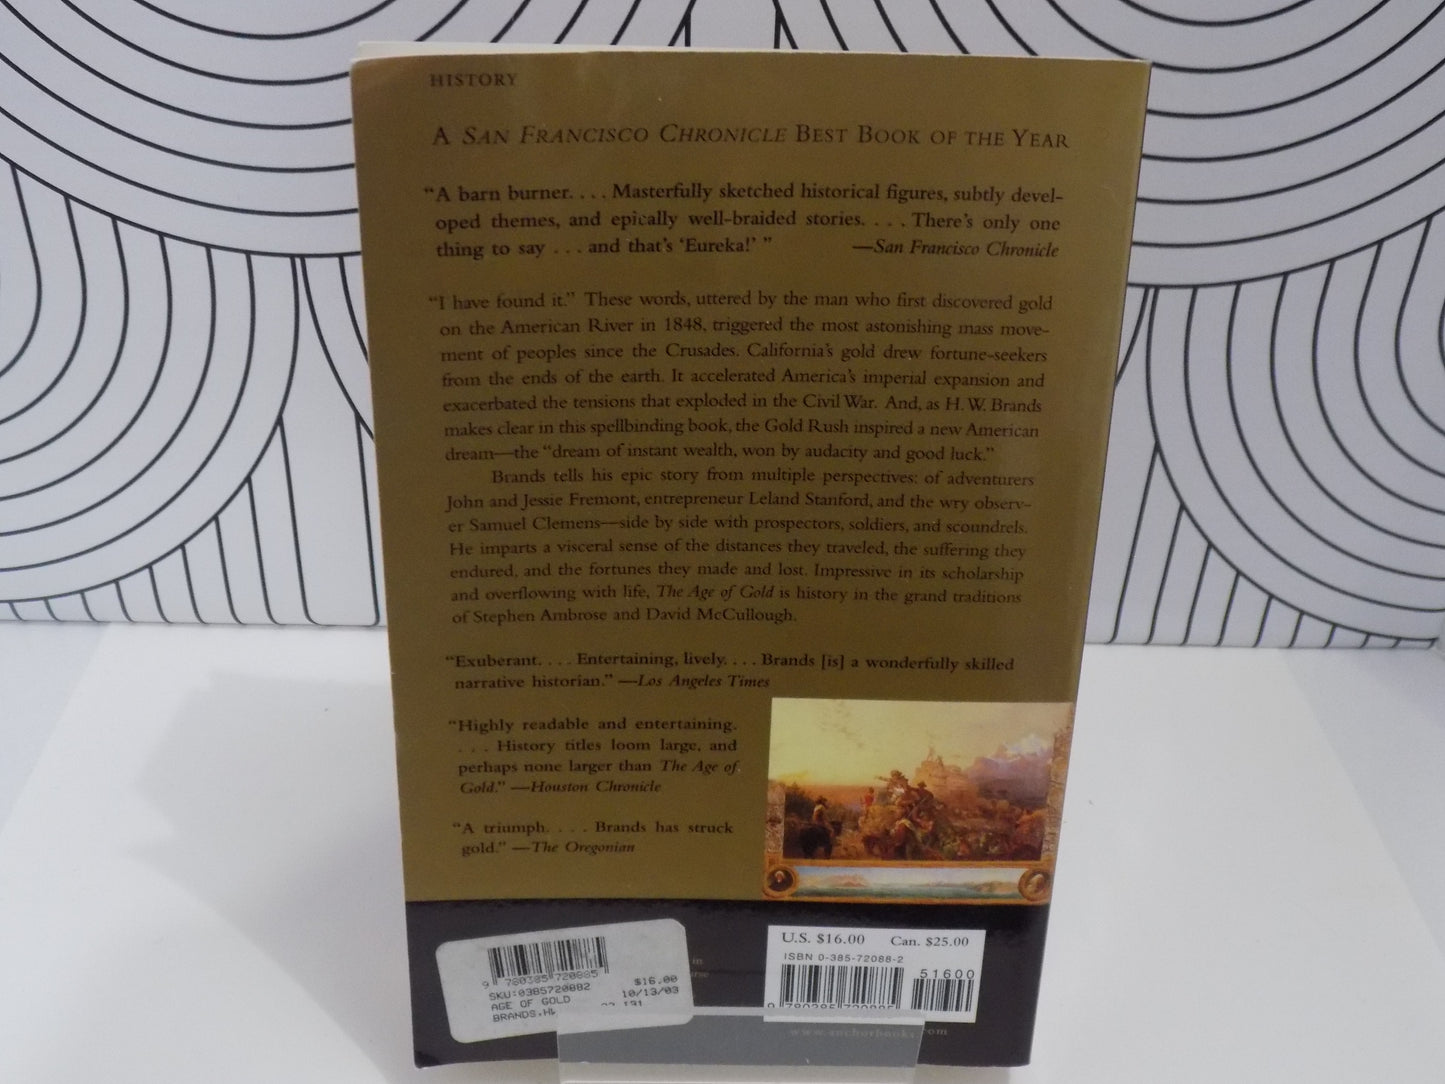 HISTORY
A SAN FRANCISCO CHRONICLE BEST BOOK OF THE YEAR
“A barn burner. . . . Masterfully sketched historical figures, subtly devel-
oped themes, and epically well-braided stories. . . . There's only one
thing to say . . . and that's ‘Eureka!’ ” —San Francisco Chronicle
“I have found it.” These words, uttered by the man who first discovered gold
on the American River in 1848, triggered the most astonishing mass move-
ment of peoples since the Crusades. California's gold drew fortune-seekers
from the ends of the earth. It accelerated America's imperial expansion and
exacerbated the tensions that exploded in the Civil War. And, as H. W. Brands
makes clear in this spellbinding book, the Gold Rush inspired a new American
dream—the “dream of instant wealth, won by audacity and good luck.”
Brands tells his epic story from multiple perspectives: of adventurers
John and Jessie Fremont, entrepreneur Leland Stanford, and the wry observ-
er Samuel Clemens—side by side with prospectors, soldiers, and scoundrels.
He imparts a visceral sense of the distances they traveled, the suffering they
endured, and the fortunes they made and lost. Impressive in its scholarship
and overflowing with life, The Age of Gold is history in the grand traditions
of Stephen Ambrose and David McCullough.
“Exuberant. . . . Entertaining, lively. . . . Brands [is] a wonderfully skilled
narrative historian.” —Los Angeles Times
“Highly readable and entertaining.
. . . History titles loom large, and
perhaps none larger than The Age of
Gold.” —Houston Chronicle
“A triumph. . . . Brands has struck
gold.” —The Oregonian
9 780385 720885
SKU:0385720882 $16.00
AGE OF GOLD 10/13/03
BRANDS,HW
in
U.S. $16.00 Can. $25.00
ISBN 0-385-72088-2
51600
9 780385 720885
www.anchorbooks.com